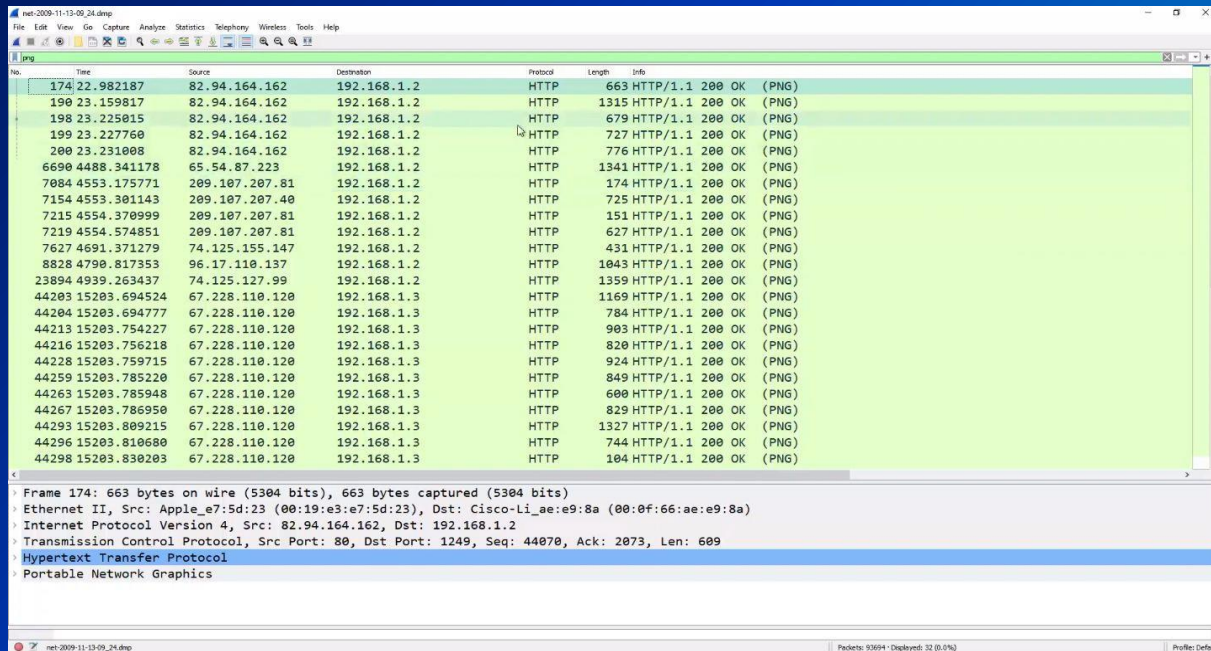 net-2009-11-13-09_24.dmp
File Edit View Go Capture Analyze Statistics Telephony Wireless Tools Help
png
No. Time Source Destination Protocol Length Info
174 22.982187 82.94.164.162 192.168.1.2 HTTP 663 HTTP/1.1 200 OK (PNG)
190 23.159817 82.94.164.162 192.168.1.2 HTTP 1315 HTTP/1.1 200 OK (PNG)
198 23.225015 82.94.164.162 192.168.1.2 HTTP 679 HTTP/1.1 200 OK (PNG)
199 23.227760 82.94.164.162 192.168.1.2 HTTP 727 HTTP/1.1 200 OK (PNG)
200 23.231008 82.94.164.162 192.168.1.2 HTTP 776 HTTP/1.1 200 OK (PNG)
6690 4488.341178 65.54.87.223 192.168.1.2 HTTP 1341 HTTP/1.1 200 OK (PNG)
7084 4553.175771 209.107.207.81 192.168.1.2 HTTP 174 HTTP/1.1 200 OK (PNG)
7154 4553.301143 209.107.207.40 192.168.1.2 HTTP 725 HTTP/1.1 200 OK (PNG)
7215 4554.370999 209.107.207.81 192.168.1.2 HTTP 151 HTTP/1.1 200 OK (PNG)
7219 4554.574851 209.107.207.81 192.168.1.2 HTTP 627 HTTP/1.1 200 OK (PNG)
7627 4691.371279 74.125.155.147 192.168.1.2 HTTP 431 HTTP/1.1 200 OK (PNG)
8828 4790.817353 96.17.110.137 192.168.1.2 HTTP 1043 HTTP/1.1 200 OK (PNG)
23894 4939.263437 74.125.127.99 192.168.1.2 HTTP 1359 HTTP/1.1 200 OK (PNG)
44203 15203.694524 67.228.110.120 192.168.1.3 HTTP 1169 HTTP/1.1 200 OK (PNG)
44204 15203.694777 67.228.110.120 192.168.1.3 HTTP 784 HTTP/1.1 200 OK (PNG)
44213 15203.754227 67.228.110.120 192.168.1.3 HTTP 903 HTTP/1.1 200 OK (PNG)
44216 15203.756218 67.228.110.120 192.168.1.3 HTTP 820 HTTP/1.1 200 OK (PNG)
44228 15203.759715 67.228.110.120 192.168.1.3 HTTP 924 HTTP/1.1 200 OK (PNG)
44259 15203.785220 67.228.110.120 192.168.1.3 HTTP 849 HTTP/1.1 200 OK (PNG)
44263 15203.785948 67.228.110.120 192.168.1.3 HTTP 600 HTTP/1.1 200 OK (PNG)
44267 15203.786950 67.228.110.120 192.168.1.3 HTTP 829 HTTP/1.1 200 OK (PNG)
44293 15203.809215 67.228.110.120 192.168.1.3 HTTP 1327 HTTP/1.1 200 OK (PNG)
44296 15203.810680 67.228.110.120 192.168.1.3 HTTP 744 HTTP/1.1 200 OK (PNG)
44298 15203.830203 67.228.110.120 192.168.1.3 HTTP 104 HTTP/1.1 200 OK (PNG)
Frame 174: 663 bytes on wire (5304 bits), 663 bytes captured (5304 bits)
Ethernet II, Src: Apple_e7:5d:23 (00:19:e3:e7:5d:23), Dst: Cisco-Li_ae:e9:8a (00:0f:66:ae:e9:8a)
Internet Protocol Version 4, Src: 82.94.164.162, Dst: 192.168.1.2
Transmission Control Protocol, Src Port: 80, Dst Port: 1249, Seq: 44070, Ack: 2073, Len: 609
Hypertext Transfer Protocol
Portable Network Graphics
net-2009-11-13-09_24.dmp Packets: 93694 · Displayed: 32 (0.0%) Profile: Defa